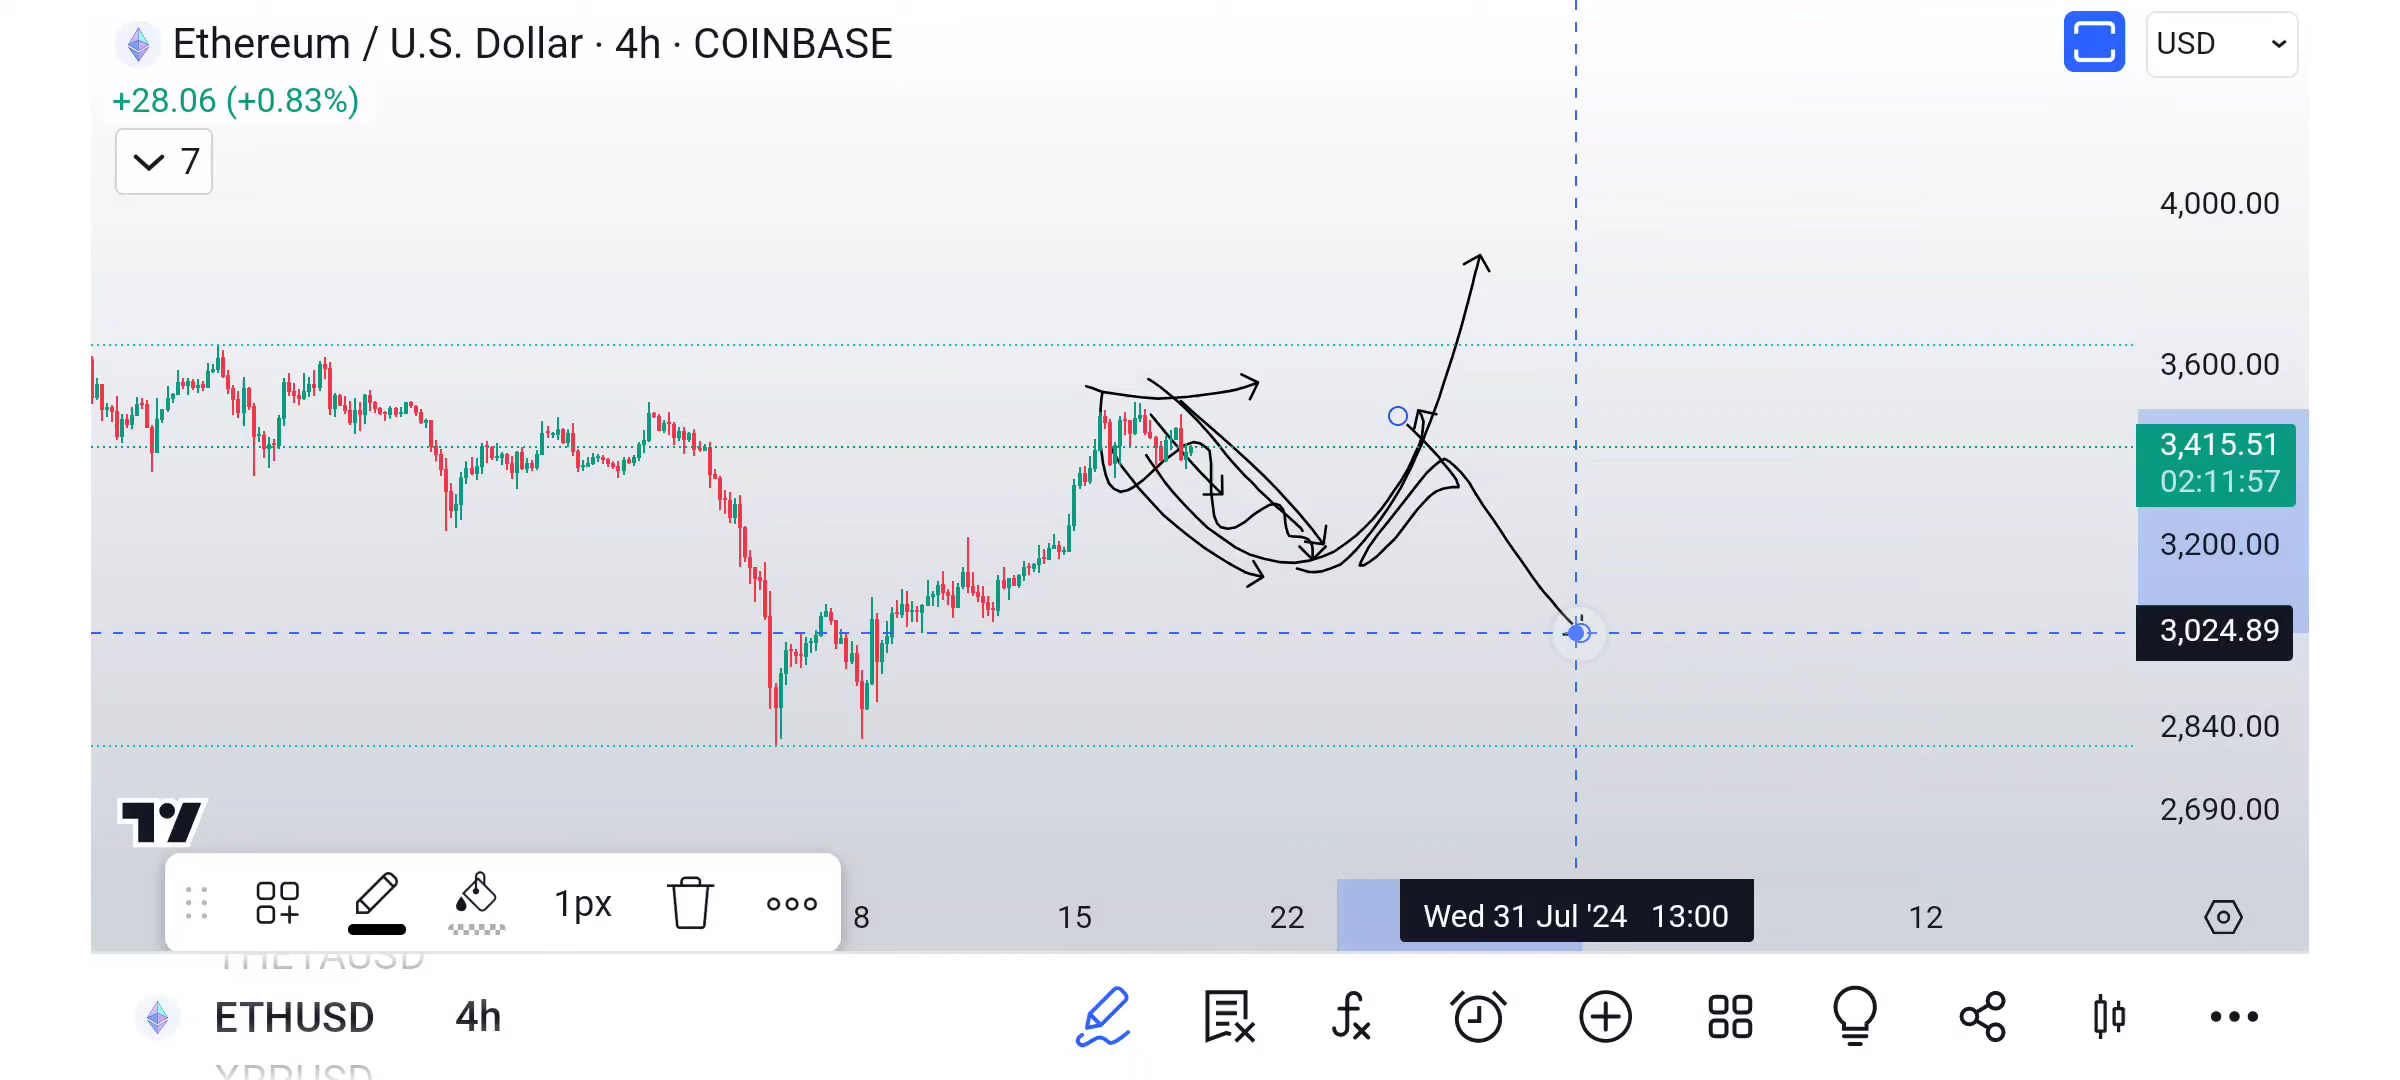 Ethereum / U.S. Dollar · 4h · COINBASE
USD
+28.06 (+0.83%)
7
4,000.00
3,600.00
3,415.51
02:11:57
3,200.00
3,024.89
2,840.00
2,690.00
1px
8
15
22
Wed 31 Jul '24 13:00
12
THETAUSD
ETHUSD 4h
XRPUSD